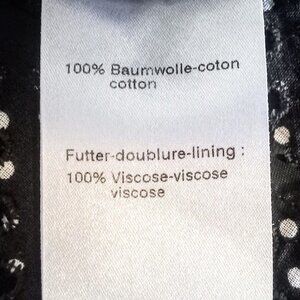 100% Baumwolle-coton
cotton
Futter-doublure-lining :
100% Viscose-viscose
viscose